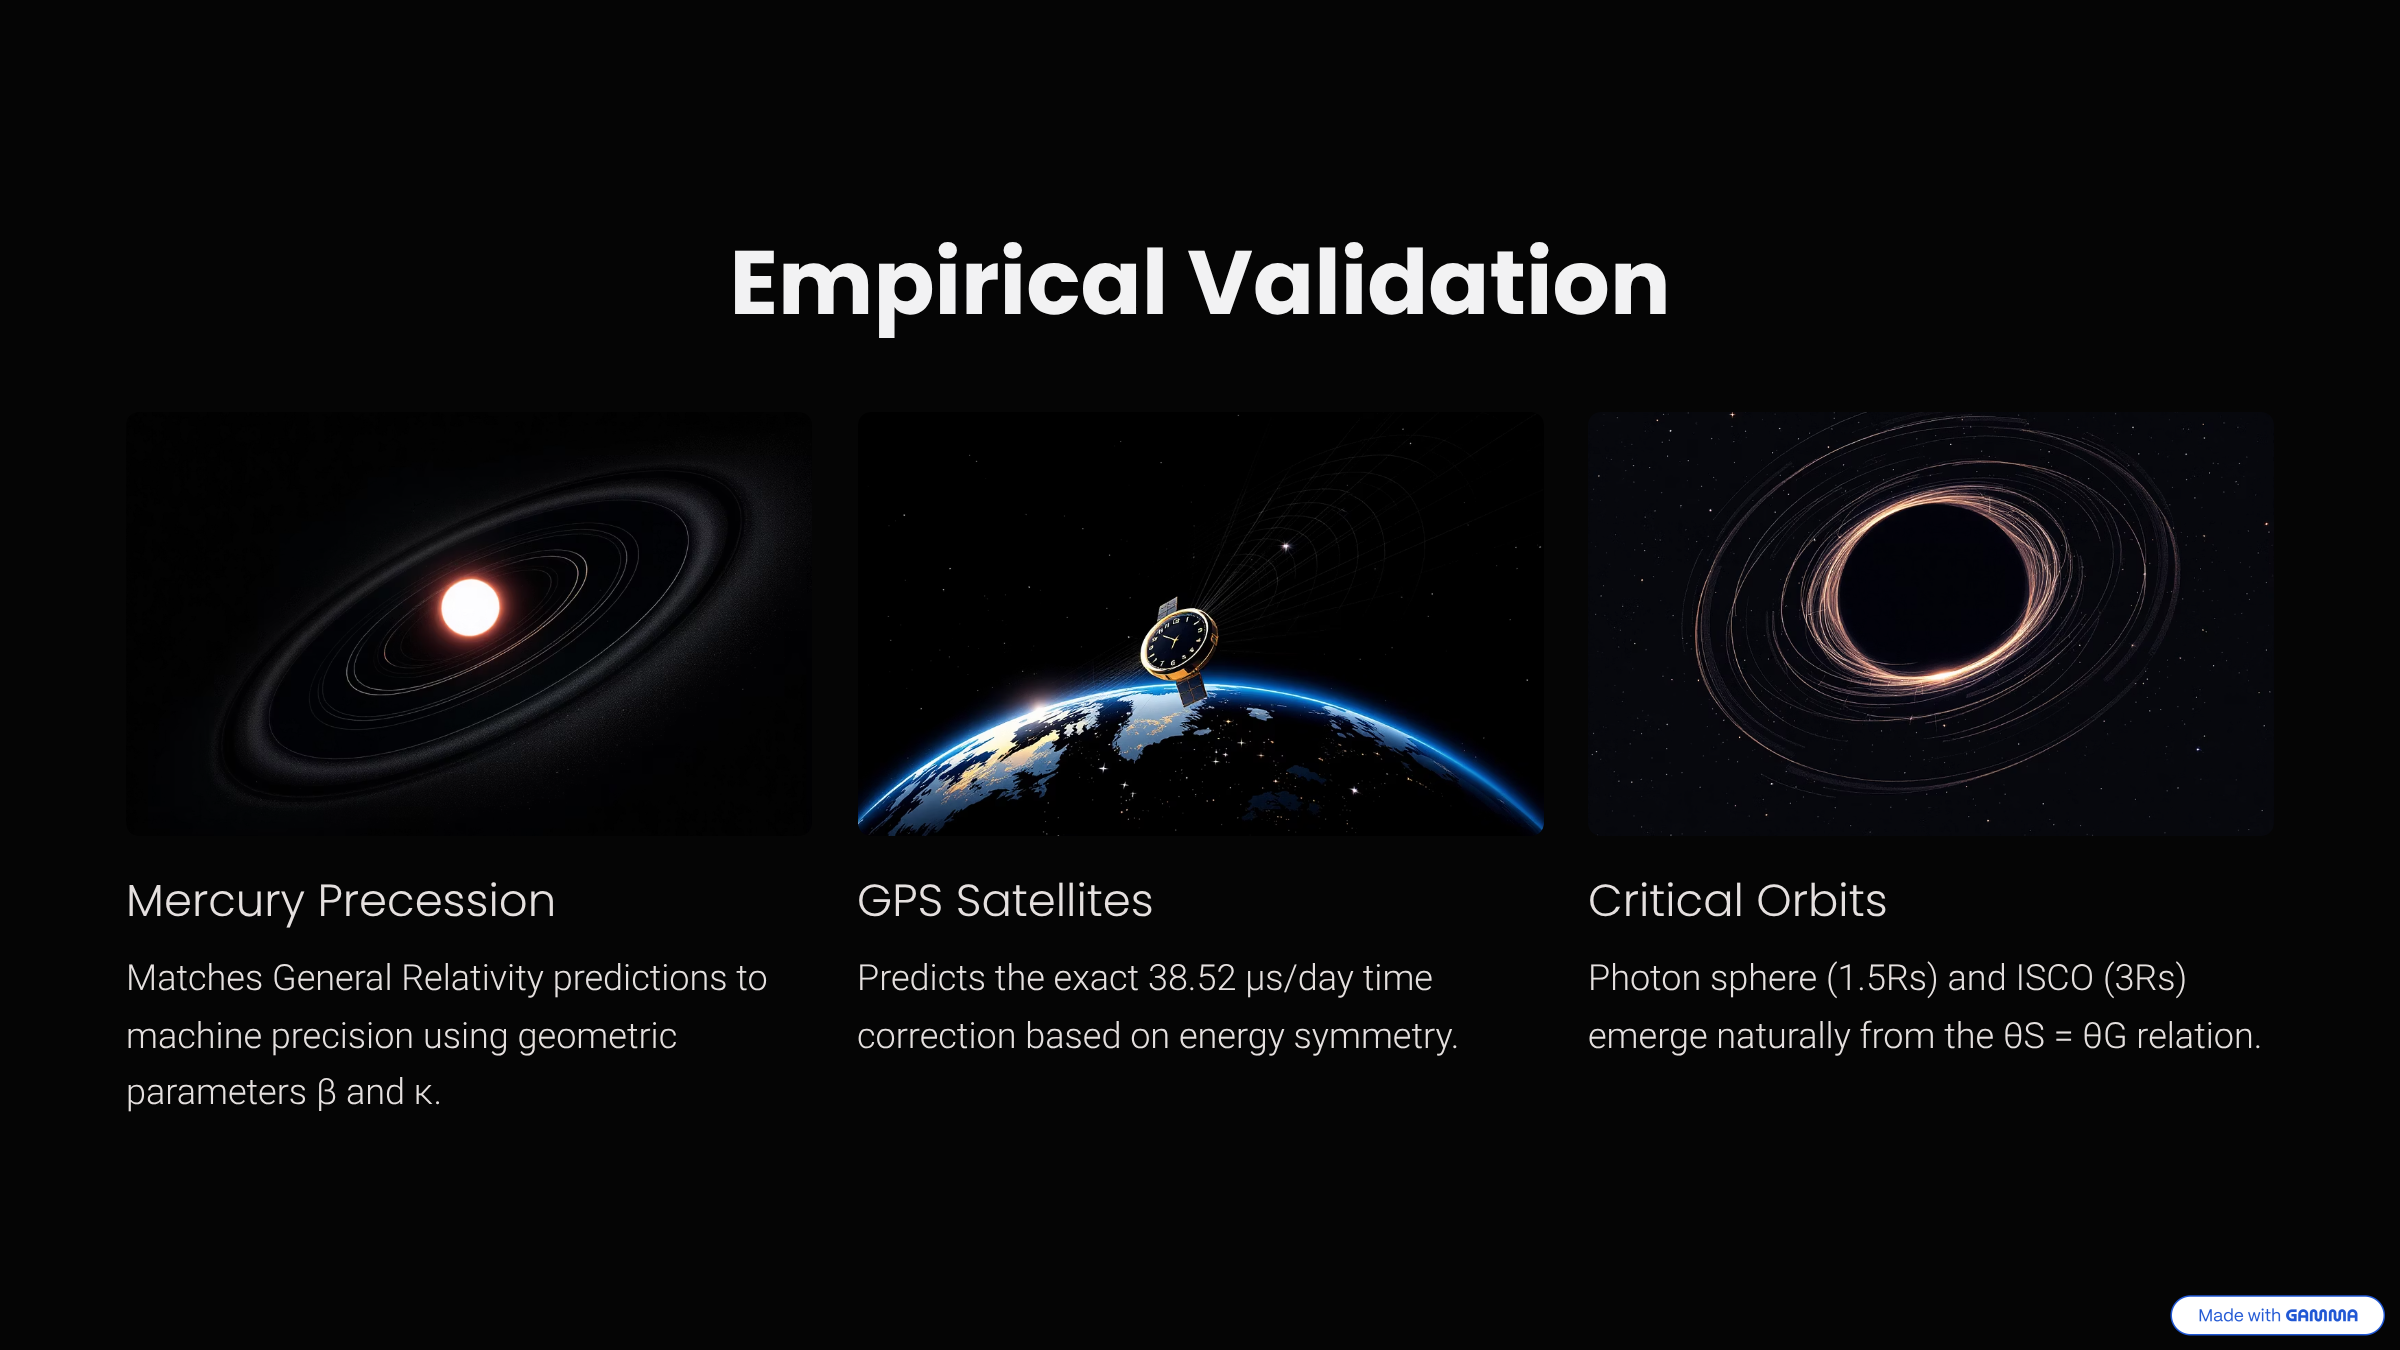 Empirical Validation
Mercury Precession
Matches General Relativity predictions to
machine precision using geometric
parameters β and κ.
GPS Satellites
Predicts the exact 38.52 µs/day time
correction based on energy symmetry.
Critical Orbits
Photon sphere (1.5Rs) and ISCO (3Rs)
emerge naturally from the θS = θG relation.
Made with GAMMA